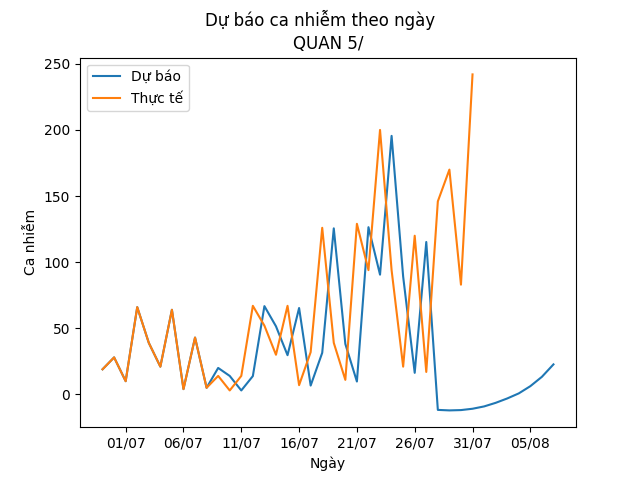 Dự báo ca nhiễm theo ngày
QUAN 5/
Dự báo
Thực tế
Ca nhiễm
250
200
150
100
50
0
01/07 06/07 11/07 16/07 21/07 26/07 31/07 05/08
Ngày